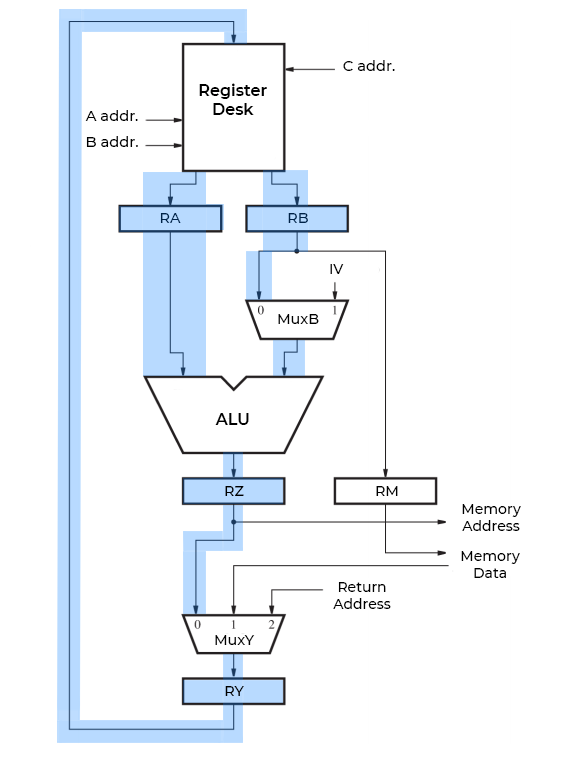 Register
Desk
C addr.
A addr.
B addr.
RA
RB
IV
0
1
MuxB
ALU
RZ
RM
Memory
Address
Memory
Data
Return
Address
0
1
2
MuxY
RY